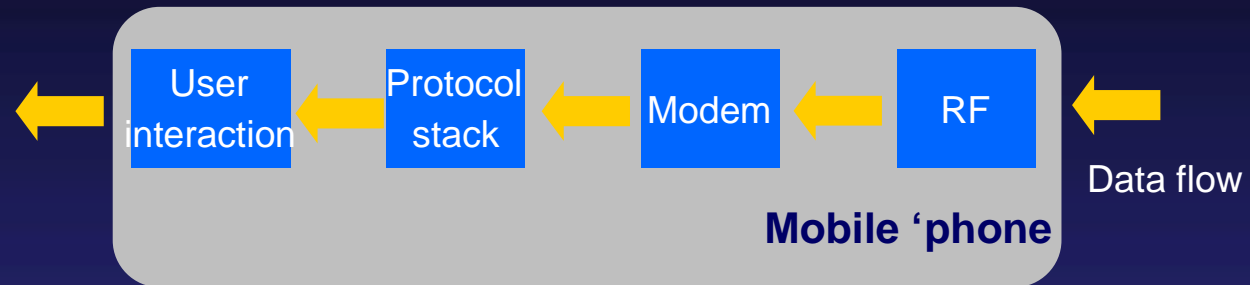 User
interaction
Protocol
stack
Modem
RF
Data flow
Mobile ‘phone